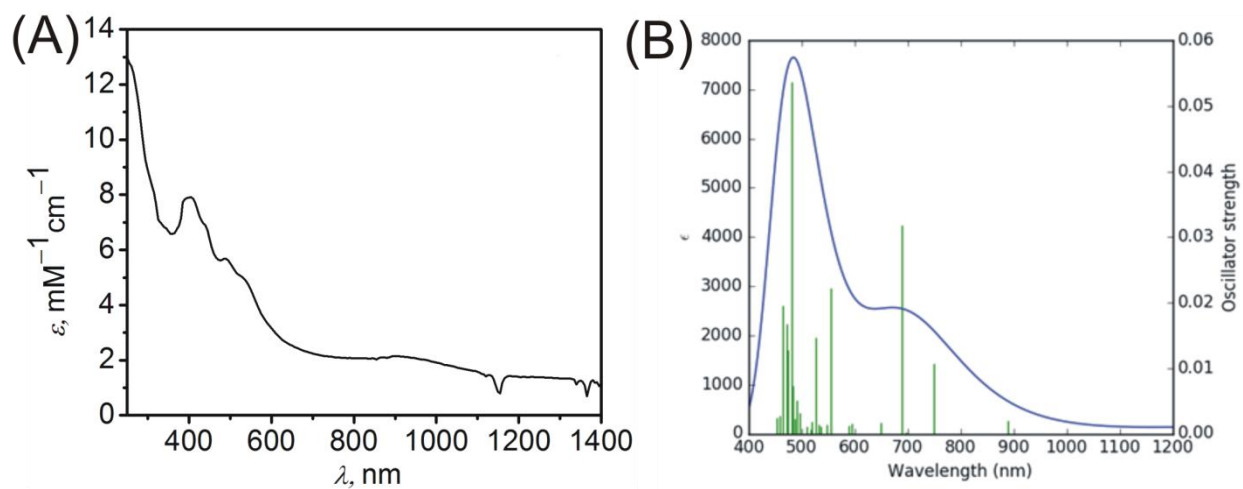 (A)
14
12
10
8
6
4
2
0
ε, mM⁻¹cm⁻¹
400 600 800 1000 1200 1400
λ, nm
(B)
8000
7000
6000
5000
4000
3000
2000
1000
0
ϵ
400 500 600 700 800 900 1000 1100 1200
Wavelength (nm)
0.06
0.05
0.04
0.03
0.02
0.01
0.00
Oscillator strength